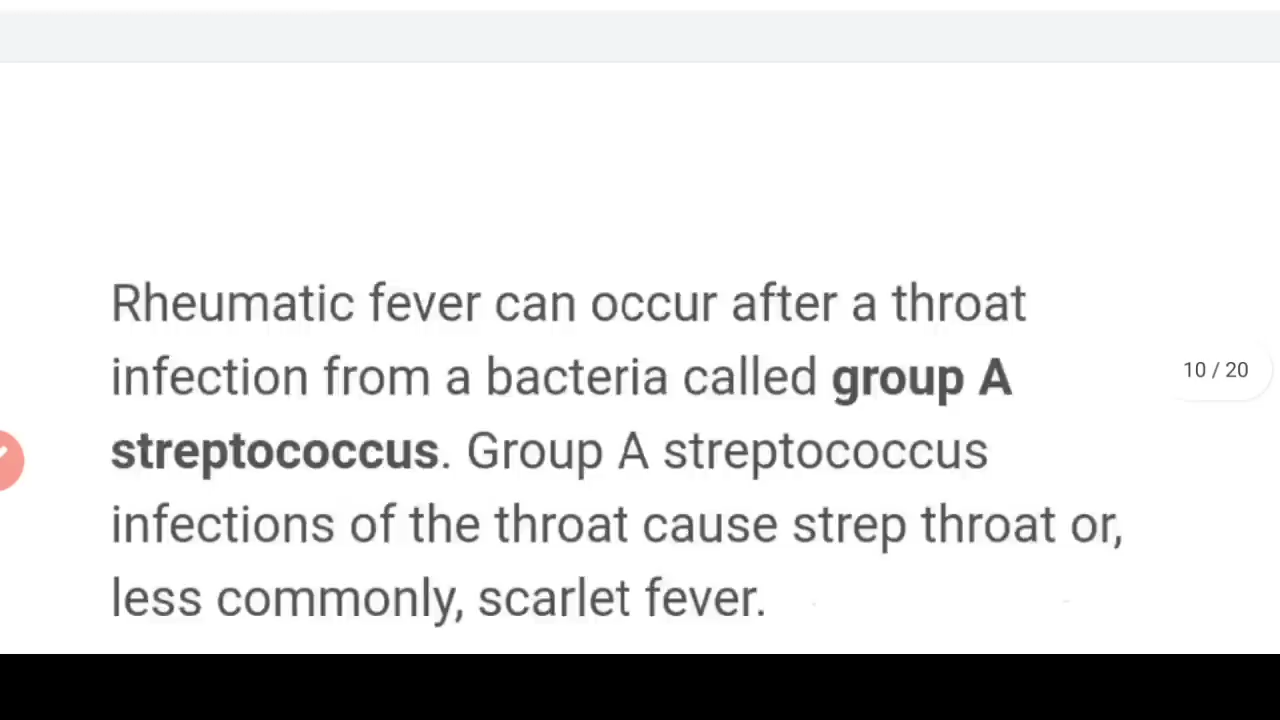 Rheumatic fever can occur after a throat
infection from a bacteria called group A
10 / 20
streptococcus. Group A streptococcus
infections of the throat cause strep throat or,
less commonly, scarlet fever.